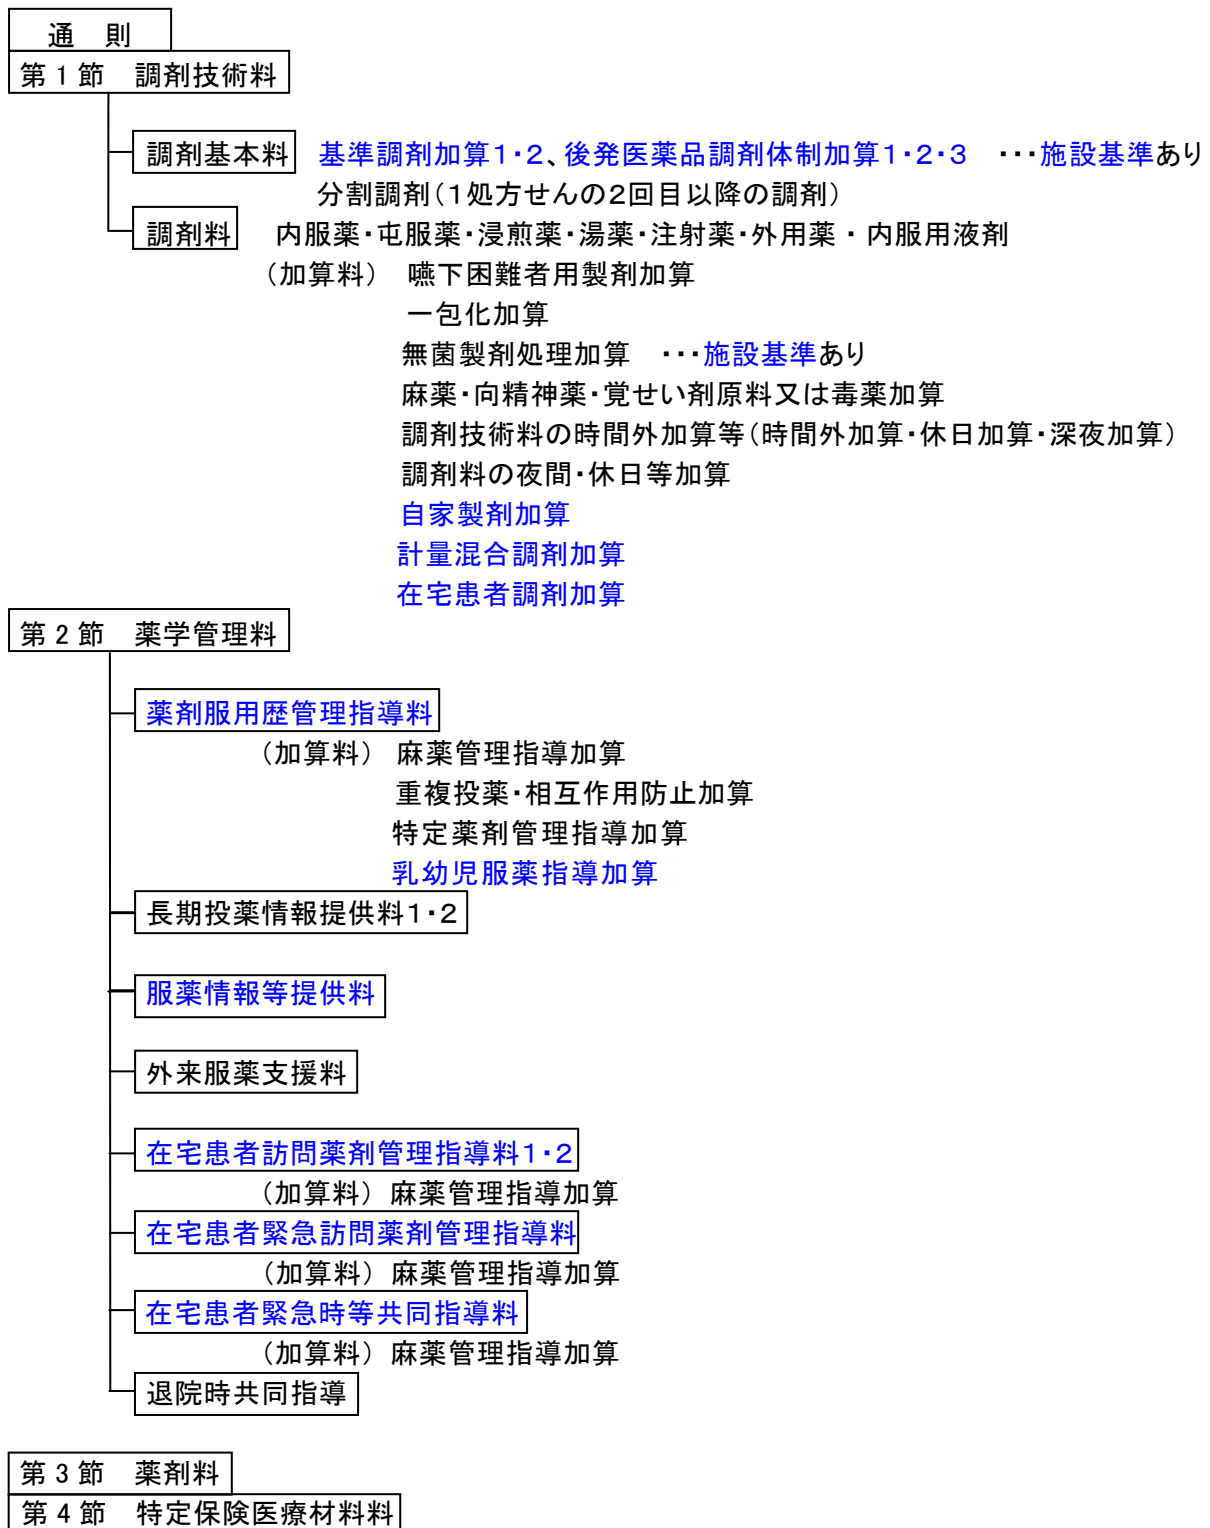 通　則
第1節　調剤技術料
調剤基本料　基準調剤加算1・2、後発医薬品調剤体制加算1・2・3　・・・施設基準あり
分割調剤（1処方せんの2回目以降の調剤）
調剤料　内服薬・屯服薬・浸煎薬・湯薬・注射薬・外用薬・内服用液剤
（加算料）　嚥下困難者用製剤加算
一包化加算
無菌製剤処理加算　・・・施設基準あり
麻薬・向精神薬・覚せい剤原料又は毒薬加算
調剤技術料の時間外加算等（時間外加算・休日加算・深夜加算）
調剤料の夜間・休日等加算
自家製剤加算
計量混合調剤加算
在宅患者調剤加算
第2節　薬学管理料
薬剤服用歴管理指導料
（加算料）　麻薬管理指導加算
重複投薬・相互作用防止加算
特定薬剤管理指導加算
乳幼児服薬指導加算
長期投薬情報提供料1・2
服薬情報等提供料
外来服薬支援料
在宅患者訪問薬剤管理指導料1・2
（加算料）麻薬管理指導加算
在宅患者緊急訪問薬剤管理指導料
（加算料）麻薬管理指導加算
在宅患者緊急時等共同指導料
（加算料）麻薬管理指導加算
退院時共同指導
第3節　薬剤料
第4節　特定保険医療材料料